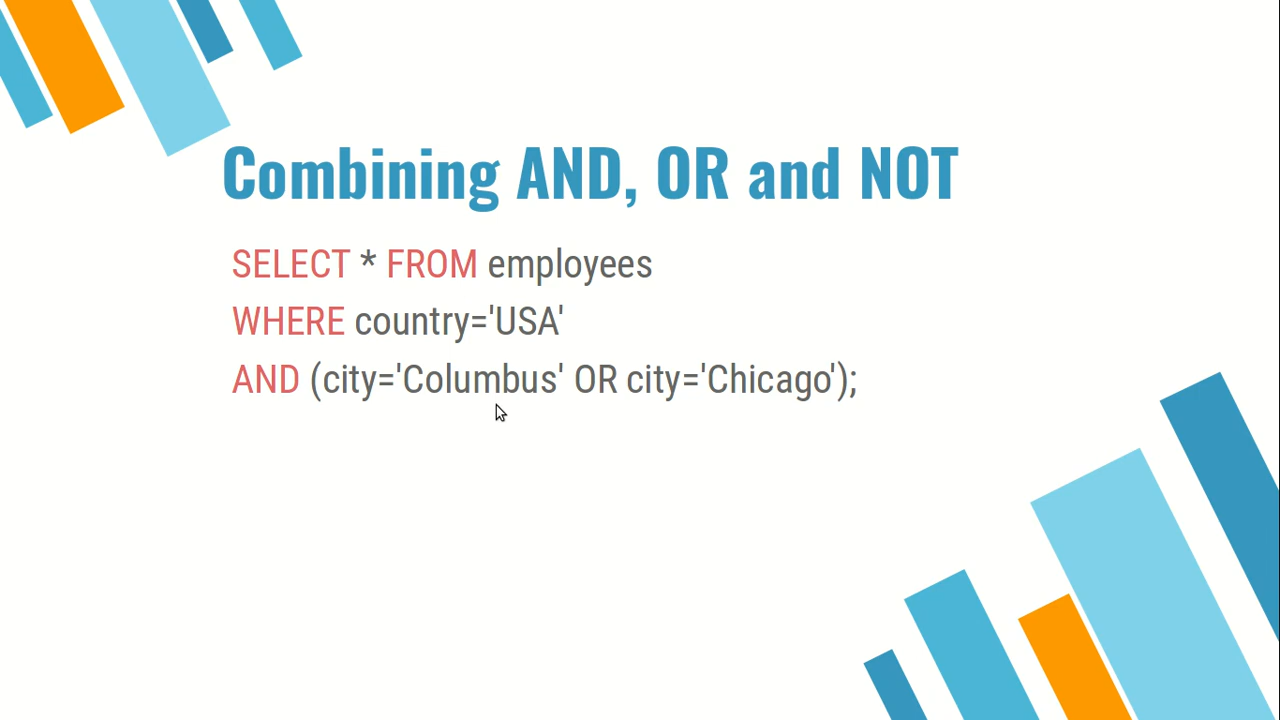 Combining AND, OR and NOT
SELECT * FROM employees
WHERE country='USA'
AND (city='Columbus' OR city='Chicago');